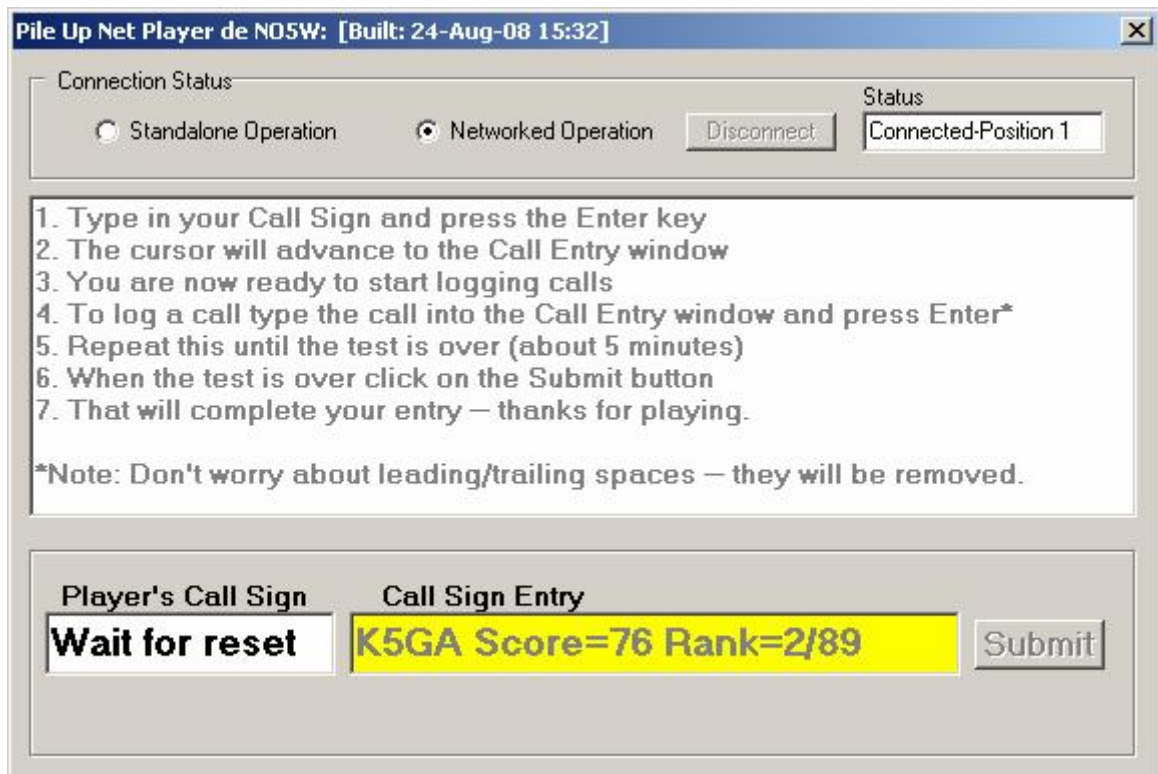 Pile Up Net Player de NO5W: [Built: 24-Aug-08 15:32]
Connection Status
Standalone Operation
Networked Operation
Disconnect
Status
Connected-Position 1
1. Type in your Call Sign and press the Enter key
2. The cursor will advance to the Call Entry window
3. You are now ready to start logging calls
4. To log a call type the call into the Call Entry window and press Enter*
5. Repeat this until the test is over (about 5 minutes)
6. When the test is over click on the Submit button
7. That will complete your entry – thanks for playing.
*Note: Don't worry about leading/trailing spaces – they will be removed.
Player's Call Sign
Call Sign Entry
Wait for reset
K5GA Score=76 Rank=2/89
Submit